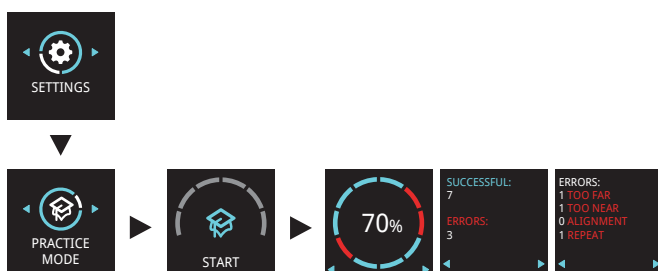 SETTINGS
PRACTICE
MODE
START
70%
SUCCESSFUL:
7
ERRORS:
3
ERRORS:
1 TOO FAR
1 TOO NEAR
0 ALIGNMENT
1 REPEAT